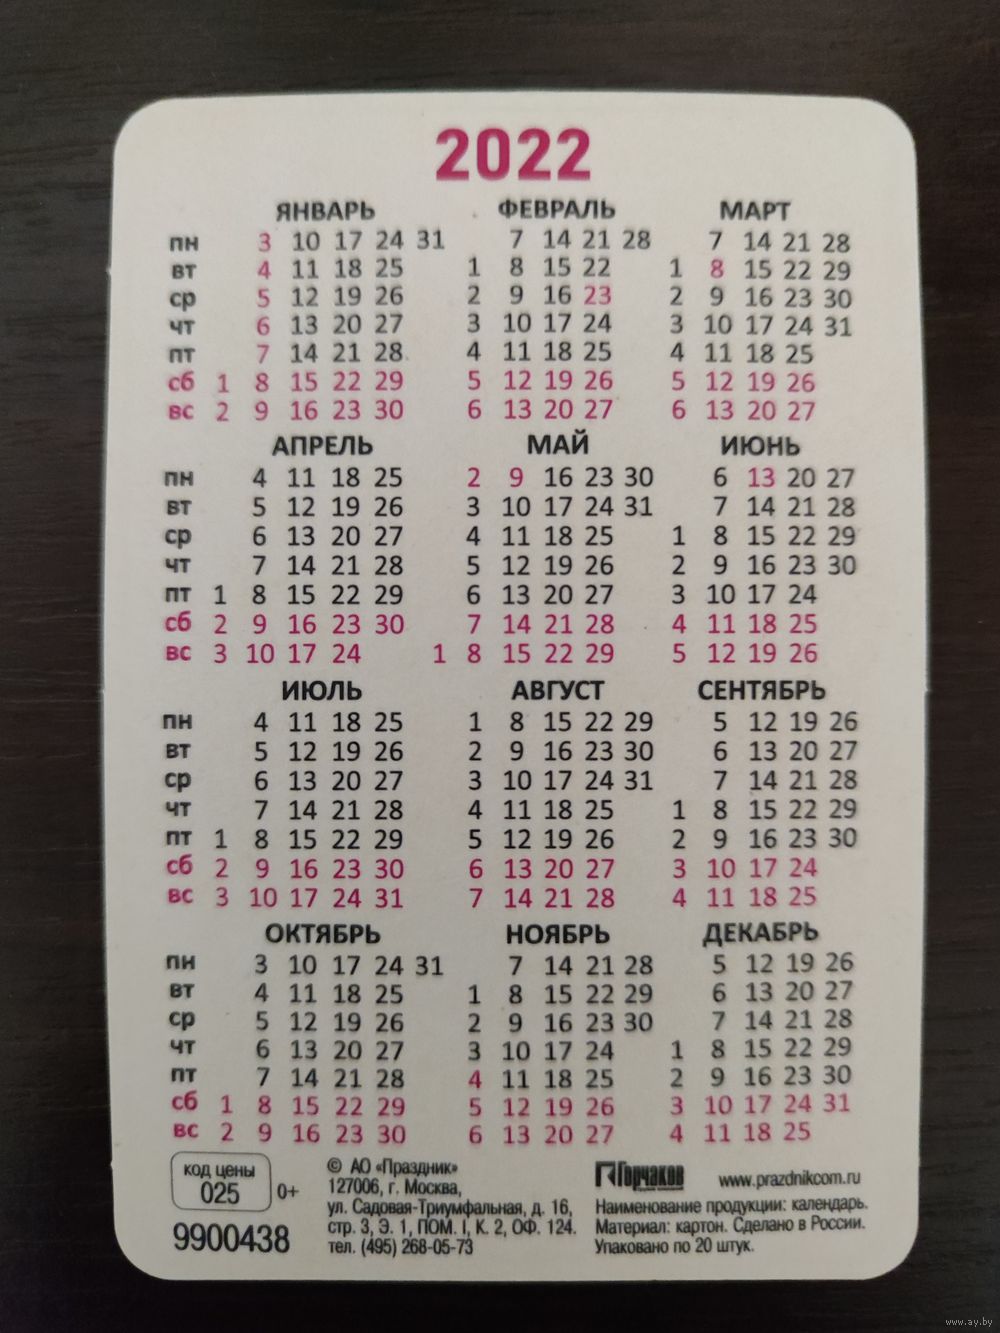 2022
ЯНВАРЬ ФЕВРАЛЬ МАРТ
пн 3 10 17 24 31 7 14 21 28 7 14 21 28
вт 4 11 18 25 1 8 15 22 1 8 15 22 29
ср 5 12 19 26 2 9 16 23 2 9 16 23 30
чт 6 13 20 27 3 10 17 24 3 10 17 24 31
пт 7 14 21 28 4 11 18 25 4 11 18 25
сб 1 8 15 22 29 5 12 19 26 5 12 19 26
вс 2 9 16 23 30 6 13 20 27 6 13 20 27
АПРЕЛЬ МАЙ ИЮНЬ
пн 4 11 18 25 2 9 16 23 30 6 13 20 27
вт 5 12 19 26 3 10 17 24 31 7 14 21 28
ср 6 13 20 27 4 11 18 25 1 8 15 22 29
чт 7 14 21 28 5 12 19 26 2 9 16 23 30
пт 1 8 15 22 29 6 13 20 27 3 10 17 24
сб 2 9 16 23 30 7 14 21 28 4 11 18 25
вс 3 10 17 24 1 8 15 22 29 5 12 19 26
ИЮЛЬ АВГУСТ СЕНТЯБРЬ
пн 4 11 18 25 1 8 15 22 29 5 12 19 26
вт 5 12 19 26 2 9 16 23 30 6 13 20 27
ср 6 13 20 27 3 10 17 24 31 7 14 21 28
чт 7 14 21 28 4 11 18 25 1 8 15 22 29
пт 1 8 15 22 29 5 12 19 26 2 9 16 23 30
сб 2 9 16 23 30 6 13 20 27 3 10 17 24
вс 3 10 17 24 31 7 14 21 28 4 11 18 25
ОКТЯБРЬ НОЯБРЬ ДЕКАБРЬ
пн 3 10 17 24 31 7 14 21 28 5 12 19 26
вт 4 11 18 25 1 8 15 22 29 6 13 20 27
ср 5 12 19 26 2 9 16 23 30 7 14 21 28
чт 6 13 20 27 3 10 17 24 1 8 15 22 29
пт 7 14 21 28 4 11 18 25 2 9 16 23 30
сб 1 8 15 22 29 5 12 19 26 3 10 17 24 31
вс 2 9 16 23 30 6 13 20 27 4 11 18 25
код цены
025
0+
9900438
© АО «Праздник»
127006, г. Москва,
ул. Садовая-Триумфальная, д. 16,
стр. 3, Э. 1, ПОМ. I, К. 2, ОФ. 124.
тел. (495) 268-05-73
Горчаков www.prazdnikcom.ru
Наименование продукции: календарь.
Материал: картон. Сделано в России.
Упаковано по 20 штук.
www.ay.by